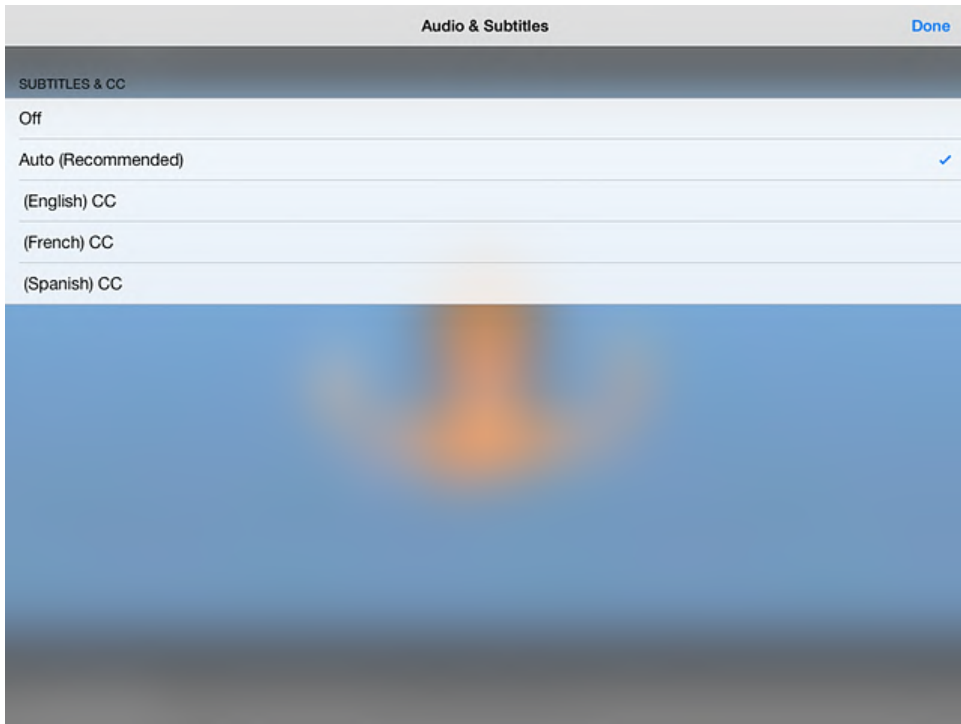 Audio & Subtitles
Done
SUBTITLES & CC
Off
Auto (Recommended)
(English) CC
(French) CC
(Spanish) CC